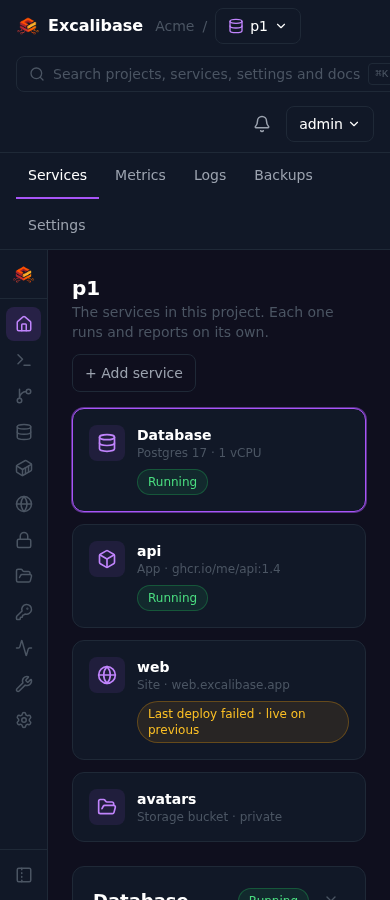 Excalibase Acme / p1
Search projects, services, settings and docs ⌘K
admin
Services Metrics Logs Backups
Settings
p1
The services in this project. Each one
runs and reports on its own.
+ Add service
Database
Postgres 17 · 1 vCPU
Running
api
App · ghcr.io/me/api:1.4
Running
web
Site · web.excalibase.app
Last deploy failed · live on
previous
avatars
Storage bucket · private
Database Running